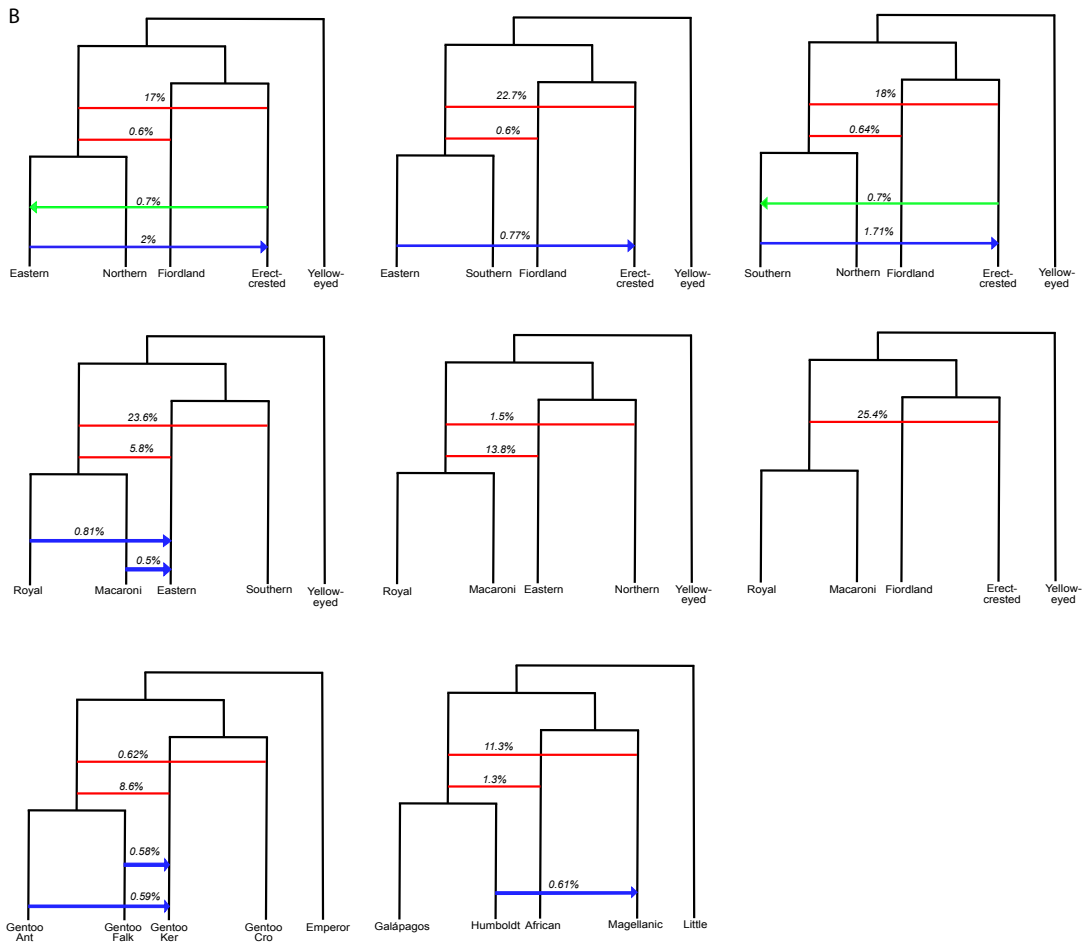 B
17%
0.6%
0.7%
2%
Eastern Northern Fiordland Erect-
crested Yellow-
eyed
22.7%
0.6%
0.77%
Eastern Southern Fiordland Erect-
crested Yellow-
eyed
18%
0.64%
0.7%
1.71%
Southern Northern Fiordland Erect-
crested Yellow-
eyed
23.6%
5.8%
0.81%
0.5%
Royal Macaroni Eastern Southern Yellow-
eyed
1.5%
13.8%
Royal Macaroni Eastern Northern Yellow-
eyed
25.4%
Royal Macaroni Fiordland Erect-
crested Yellow-
eyed
0.62%
8.6%
0.58%
0.59%
Gentoo Gentoo Gentoo Gentoo Emperor
Ant Falk Ker Cro
11.3%
1.3%
0.61%
Galápagos Humboldt African Magellanic Little